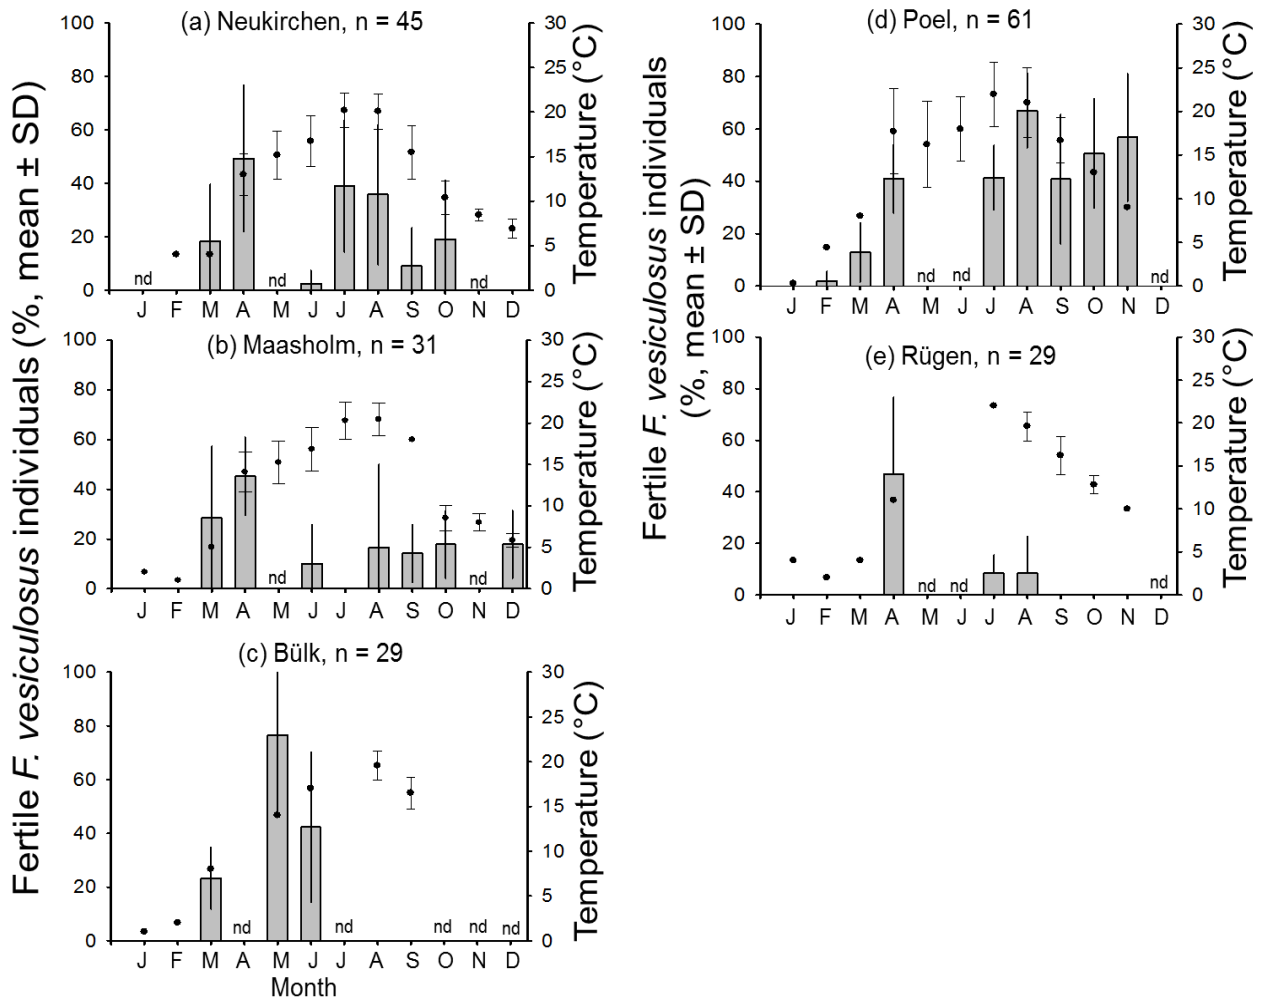 (a) Neukirchen, n = 45
100
80
60
40
20
0
30
25
20
15
10
5
0
nd
nd
nd
J F M A M J J A S O N D
Temperature (°C)
(b) Maasholm, n = 31
100
80
60
40
20
0
30
25
20
15
10
5
0
nd
nd
J F M A M J J A S O N D
Temperature (°C)
(c) Bülk, n = 29
100
80
60
40
20
0
30
25
20
15
10
5
0
nd
nd
nd
nd
nd
J F M A M J J A S O N D
Month
Temperature (°C)
Fertile F. vesiculosus individuals (%, mean ± SD)
(d) Poel, n = 61
100
80
60
40
20
0
30
25
20
15
10
5
0
nd
nd
nd
J F M A M J J A S O N D
Temperature (°C)
(e) Rügen, n = 29
100
80
60
40
20
0
30
25
20
15
10
5
0
nd
nd
nd
J F M A M J J A S O N D
Temperature (°C)
Fertile F. vesiculosus individuals
(%, mean ± SD)